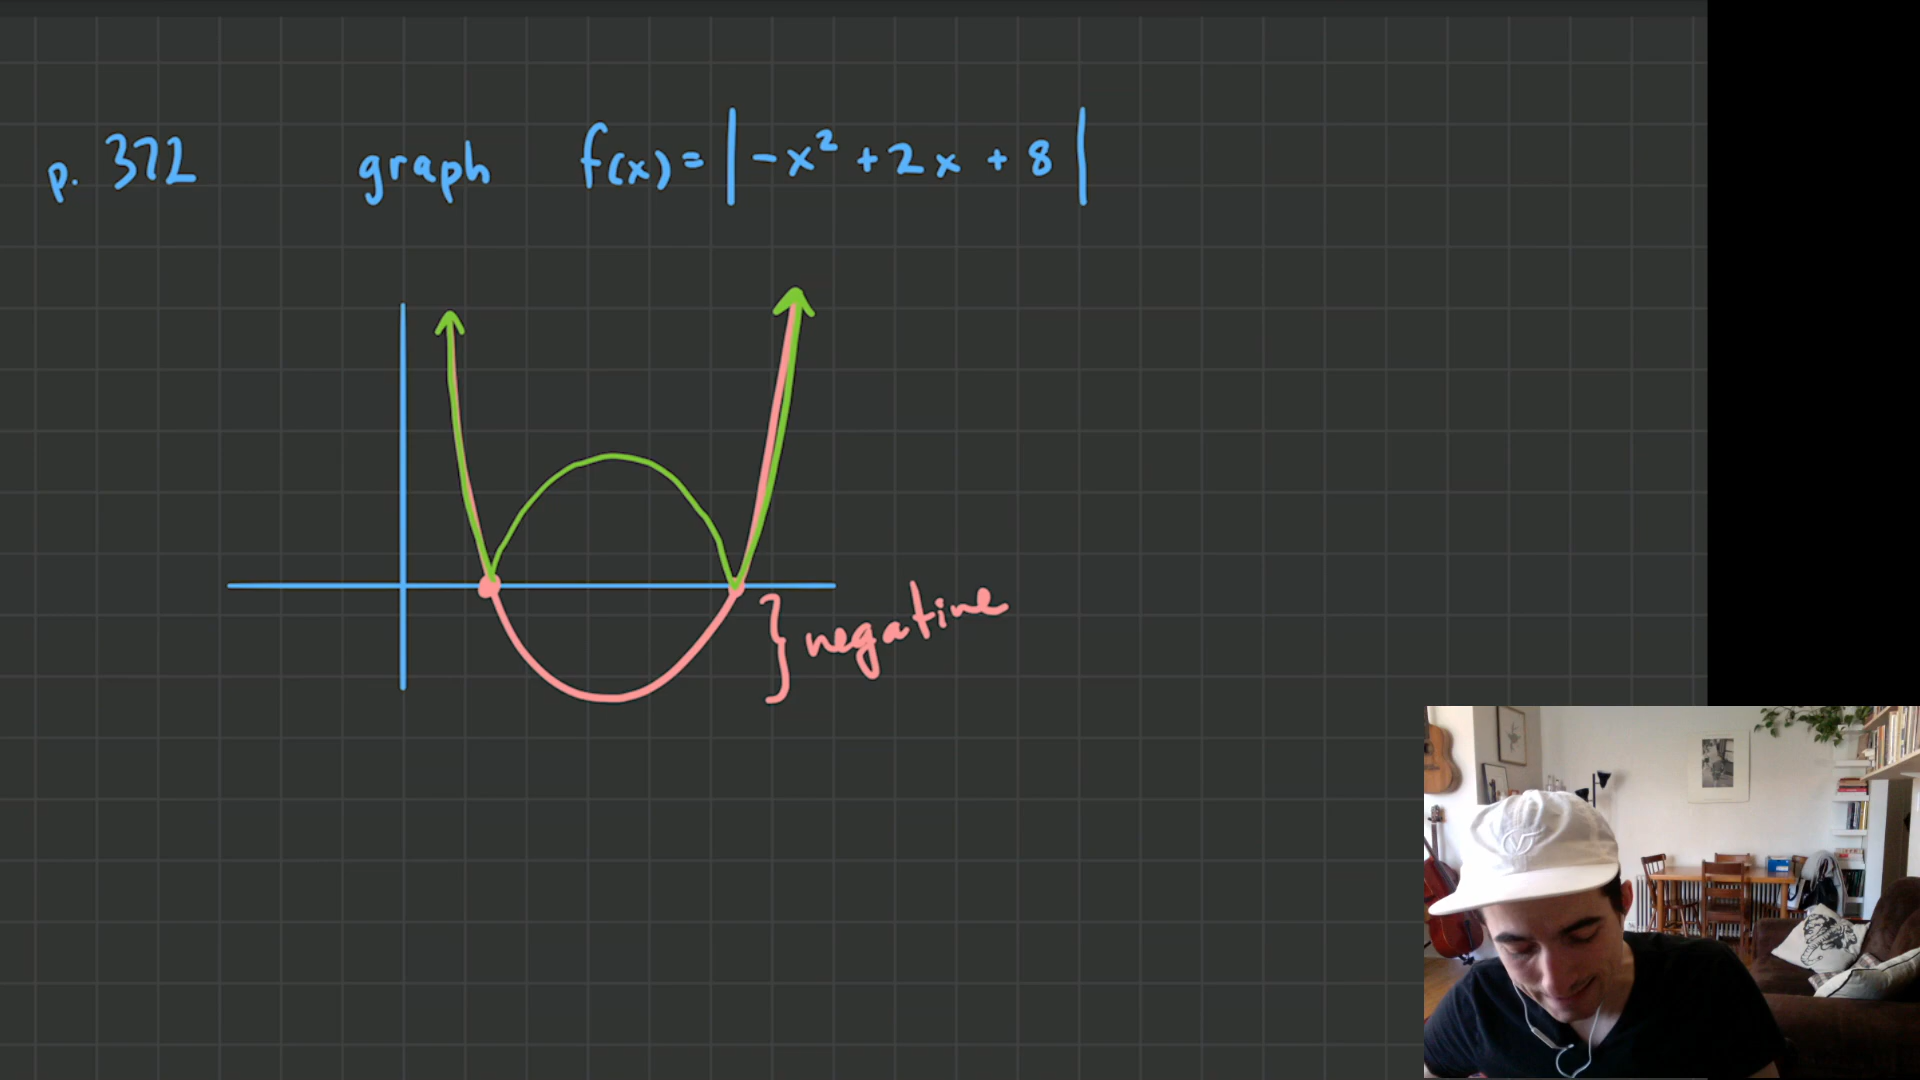 p. 372 graph f(x) = | -x² + 2x + 8 |
negative